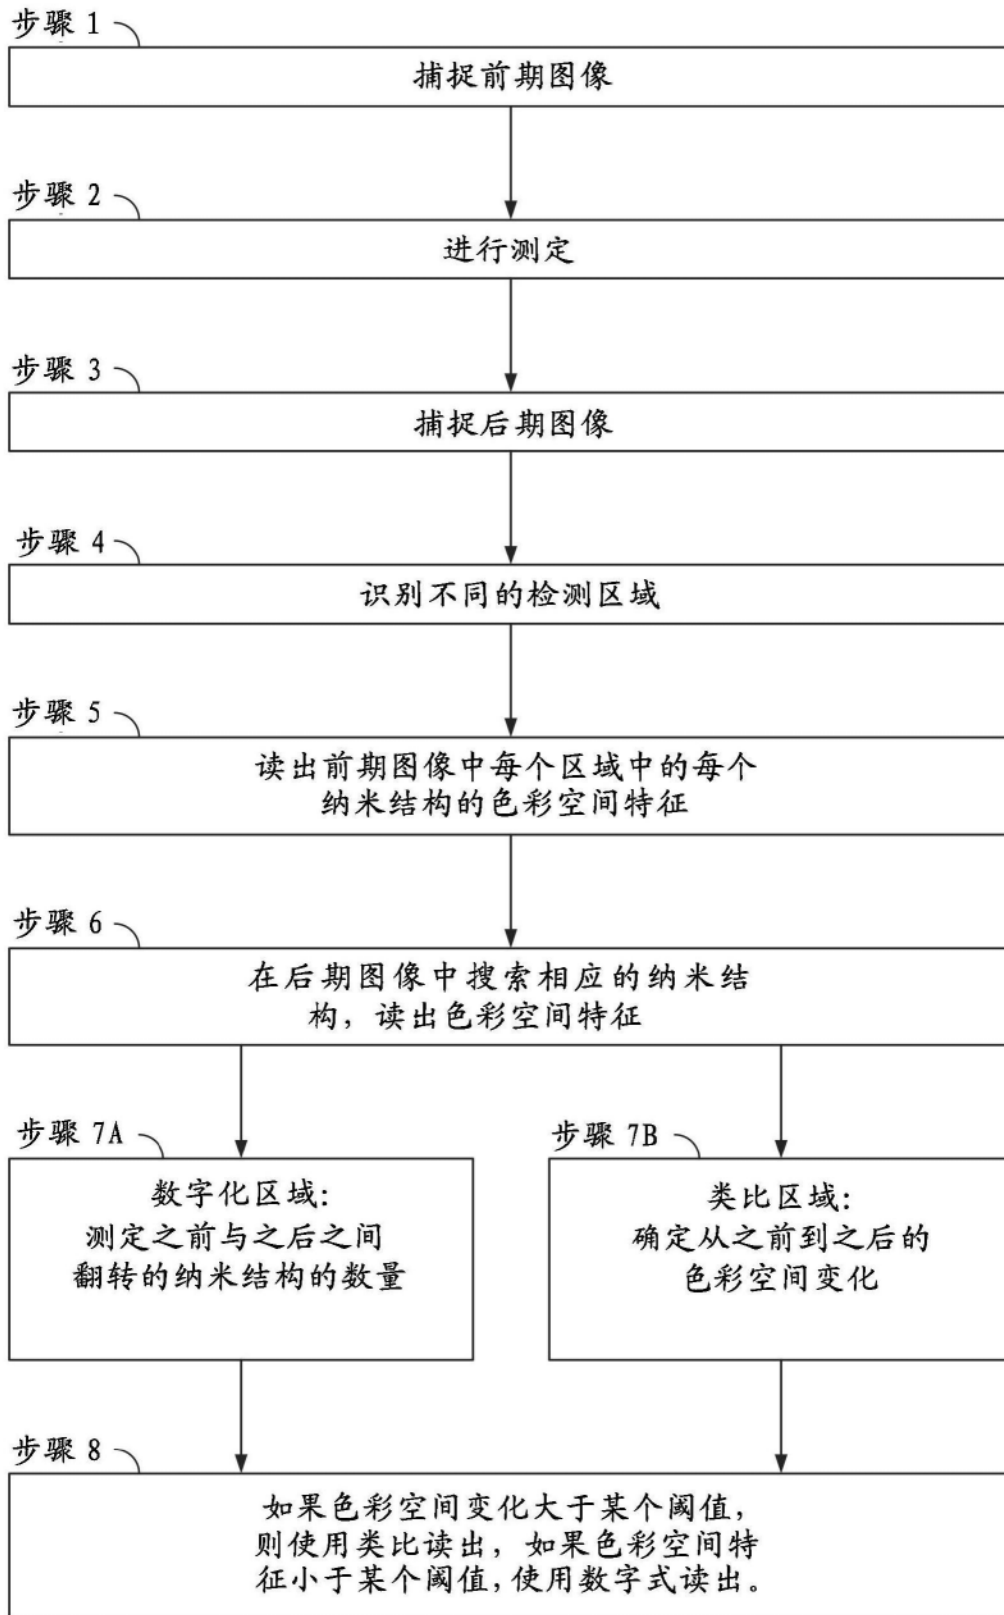 步骤 1
捕捉前期图像
步骤 2
进行测定
步骤 3
捕捉后期图像
步骤 4
识别不同的检测区域
步骤 5
读出前期图像中每个区域中的每个
纳米结构的色彩空间特征
步骤 6
在后期图像中搜索相应的纳米结
构，读出色彩空间特征
步骤 7A
数字化区域：
测定之前与之后之间
翻转的纳米结构的数量
步骤 7B
类比区域：
确定从之前到之后的
色彩空间变化
步骤 8
如果色彩空间变化大于某个阈值，
则使用类比读出，如果色彩空间特
征小于某个阈值，使用数字式读出。